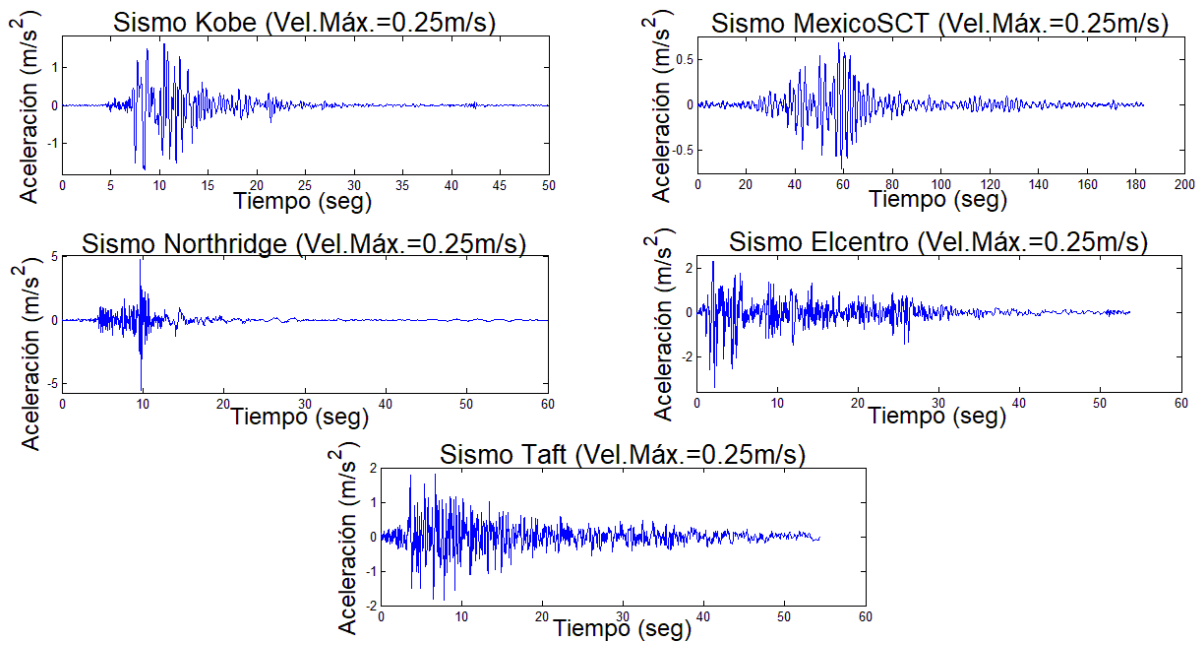 Sismo Kobe (Vel.Máx.=0.25m/s)
Aceleración (m/s²)
1
0
-1
0 5 10 15 20 25 30 35 40 45 50
Tiempo (seg)
Sismo MexicoSCT (Vel.Máx.=0.25m/s)
Aceleración (m/s²)
0.5
0
-0.5
0 20 40 60 80 100 120 140 160 180 200
Tiempo (seg)
Sismo Northridge (Vel.Máx.=0.25m/s)
Aceleración (m/s²)
5
0
-5
0 10 20 30 40 50 60
Tiempo (seg)
Sismo Elcentro (Vel.Máx.=0.25m/s)
Aceleración (m/s²)
2
0
-2
0 10 20 30 40 50 60
Tiempo (seg)
Sismo Taft (Vel.Máx.=0.25m/s)
Aceleración (m/s²)
2
1
0
-1
-2
0 10 20 30 40 50 60
Tiempo (seg)